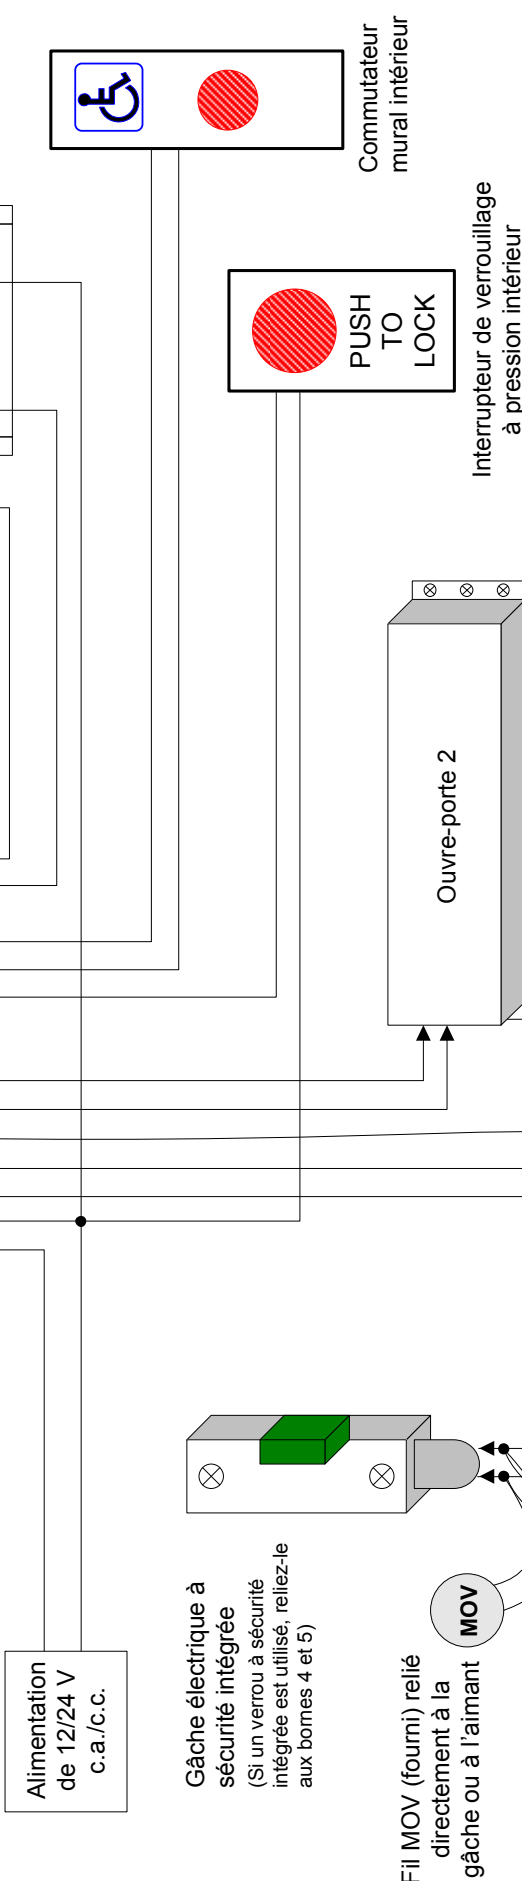 Commutateur
mural intérieur
Interrupteur de verrouillage
à pression intérieur
PUSH
TO
LOCK
Ouvre-porte 2
Gâche électrique à
sécurité intégrée
(Si un verrou à sécurité
intégrée est utilisé, reliez-le
aux bornes 4 et 5)
Alimentation
de 12/24 V
c.a./c.c.
MOV
Fil MOV (fourni) relié
directement à la
gâche ou à l'aimant